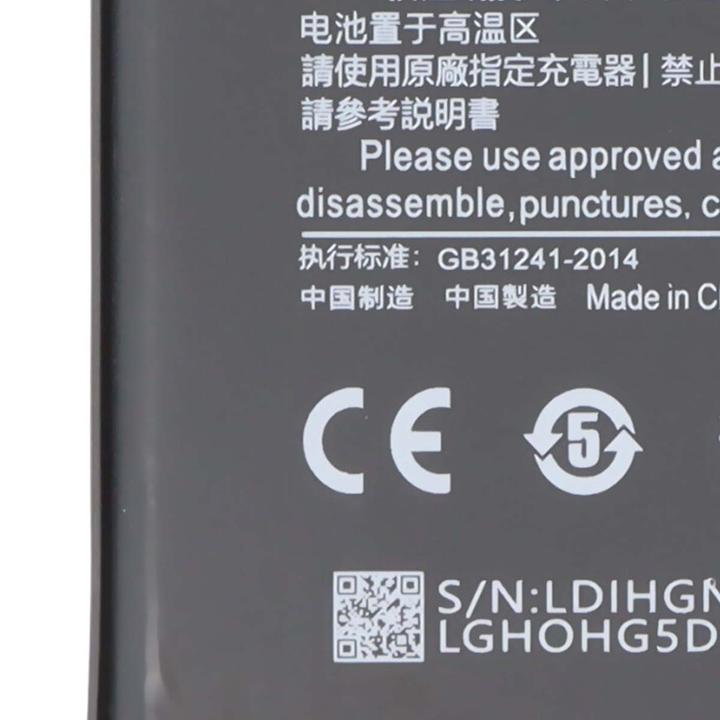 电池置于高温区
請使用原廠指定充電器|禁止
請參考説明書
Please use approved
disassemble,punctures, c
执行标准: GB31241-2014
中国制造 中国製造 Made in C
CE 5
S/N:LDIHGN
LGHOHG5D